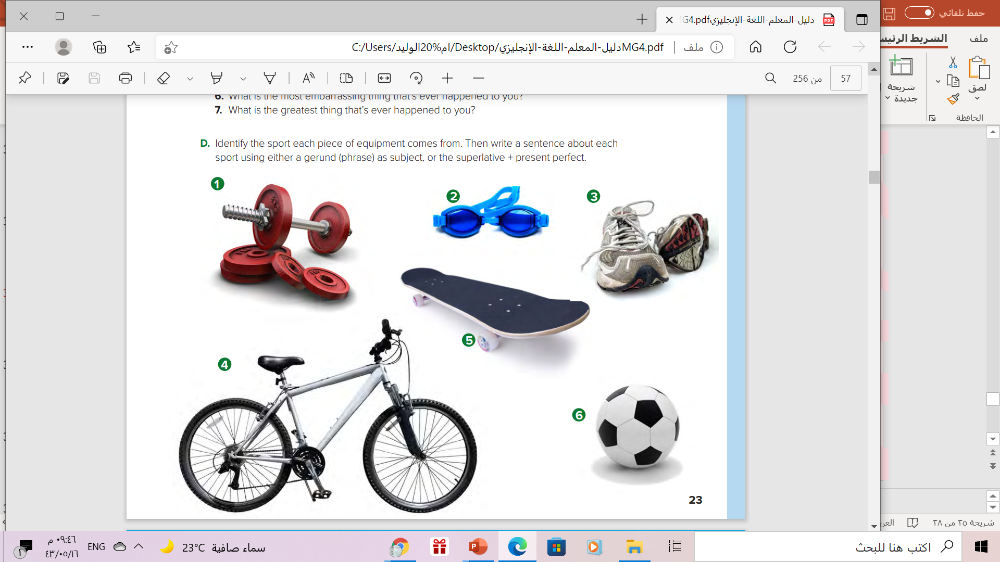 دليل-المعلم-اللغة-الإنجليزيMG4.pdf
حفظ تلقائي
ملف
C:/Users/ام%20الوليد/Desktop/دليل-المعلم-اللغة-الإنجليزيMG4.pdf
ملف
الشريط الرئيس
57
من 256
لصق
شريحة
جديدة
الحافظة
6. What is the most embarrassing thing that's ever happened to you?
7. What is the greatest thing that's ever happened to you?
D. Identify the sport each piece of equipment comes from. Then write a sentence about each
sport using either a gerund (phrase) as subject, or the superlative + present perfect.
1
2
3
4
5
6
23
شريحة ٣٥ من ٣٨
العر
٠٩:٤٦ م
٤٣/٠٥/١٦
١
ENG
23°C سماء صافية
اكتب هنا للبحث